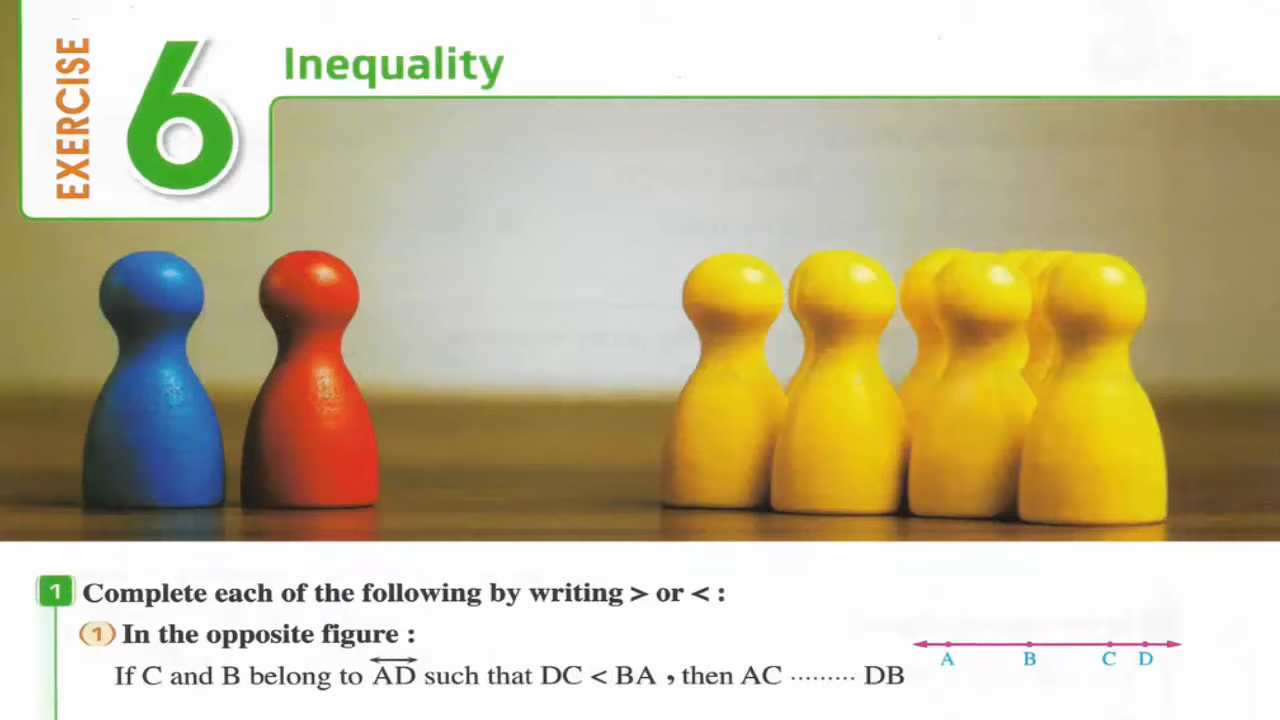 EXERCISE
6
Inequality
1 Complete each of the following by writing > or < :
1 In the opposite figure :
If C and B belong to AD such that DC < BA , then AC ········· DB
A B C D